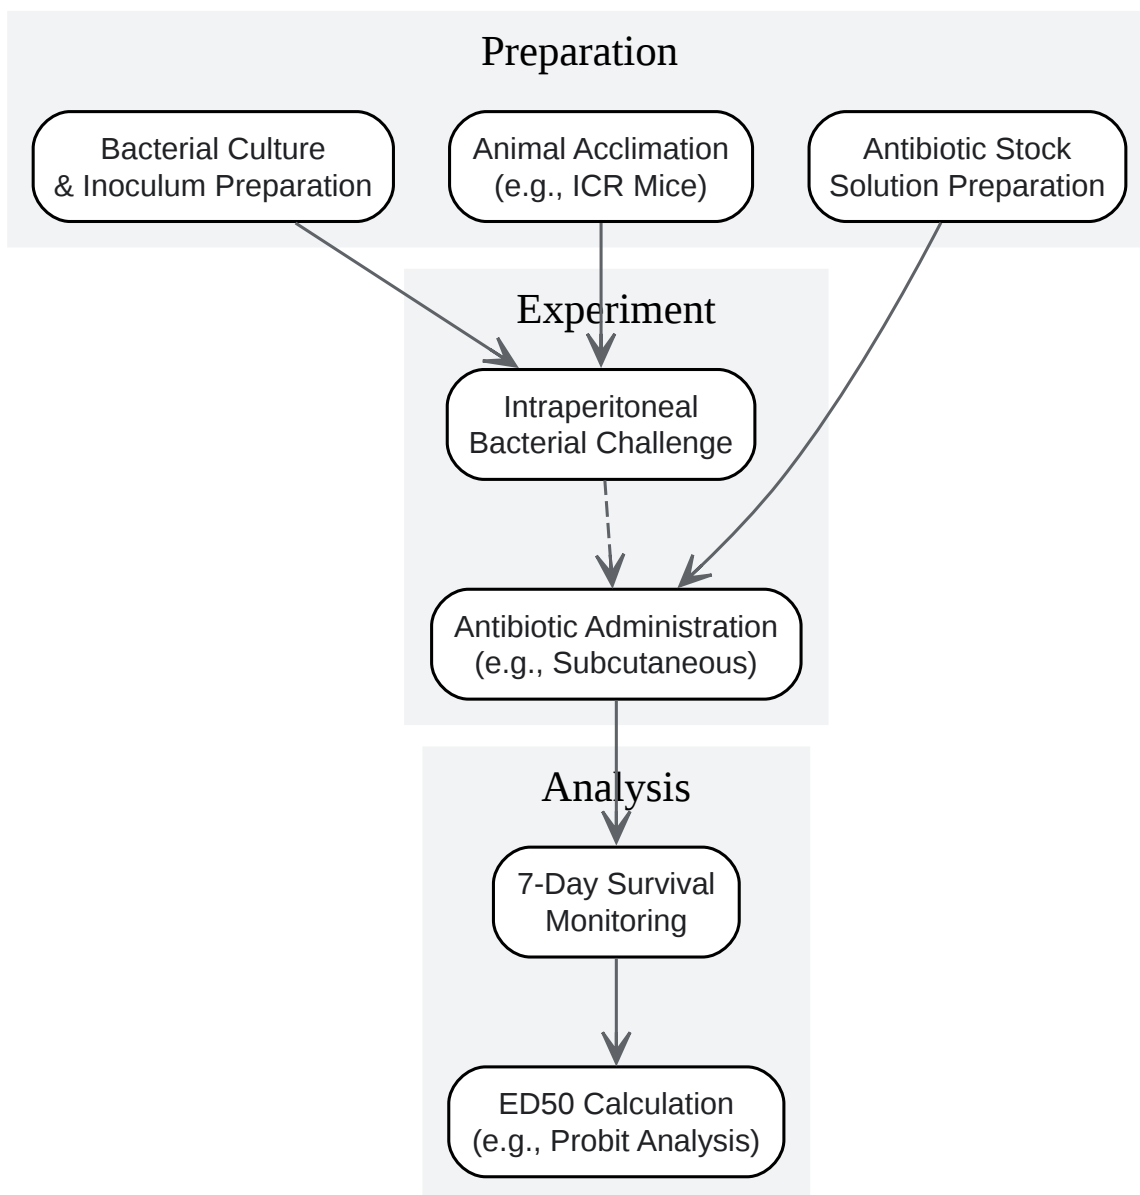 Preparation
Bacterial Culture
& Inoculum Preparation
Animal Acclimation
(e.g., ICR Mice)
Antibiotic Stock
Solution Preparation
Experiment
Intraperitoneal
Bacterial Challenge
Antibiotic Administration
(e.g., Subcutaneous)
Analysis
7-Day Survival
Monitoring
ED50 Calculation
(e.g., Probit Analysis)